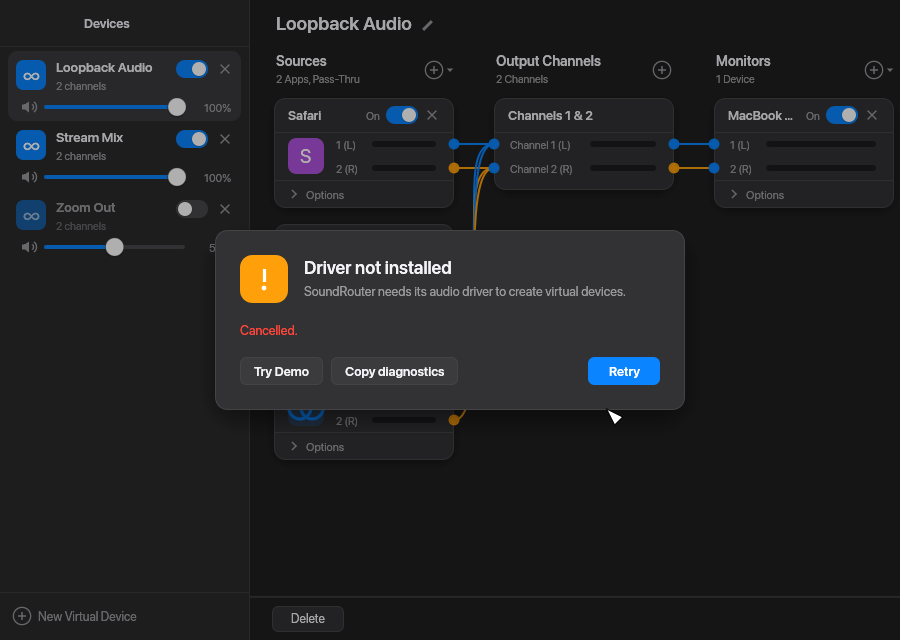 Devices
Loopback Audio
2 channels
100%
Stream Mix
2 channels
100%
Zoom Out
2 channels
Loopback Audio
Sources
2 Apps, Pass-Thru
Output Channels
2 Channels
Monitors
1 Device
Safari
On
S
1 (L)
2 (R)
Options
Channels 1 & 2
Channel 1 (L)
Channel 2 (R)
MacBook ...
On
1 (L)
2 (R)
Options
!
Driver not installed
SoundRouter needs its audio driver to create virtual devices.
Cancelled.
Try Demo
Copy diagnostics
Retry
2 (R)
Options
New Virtual Device
Delete